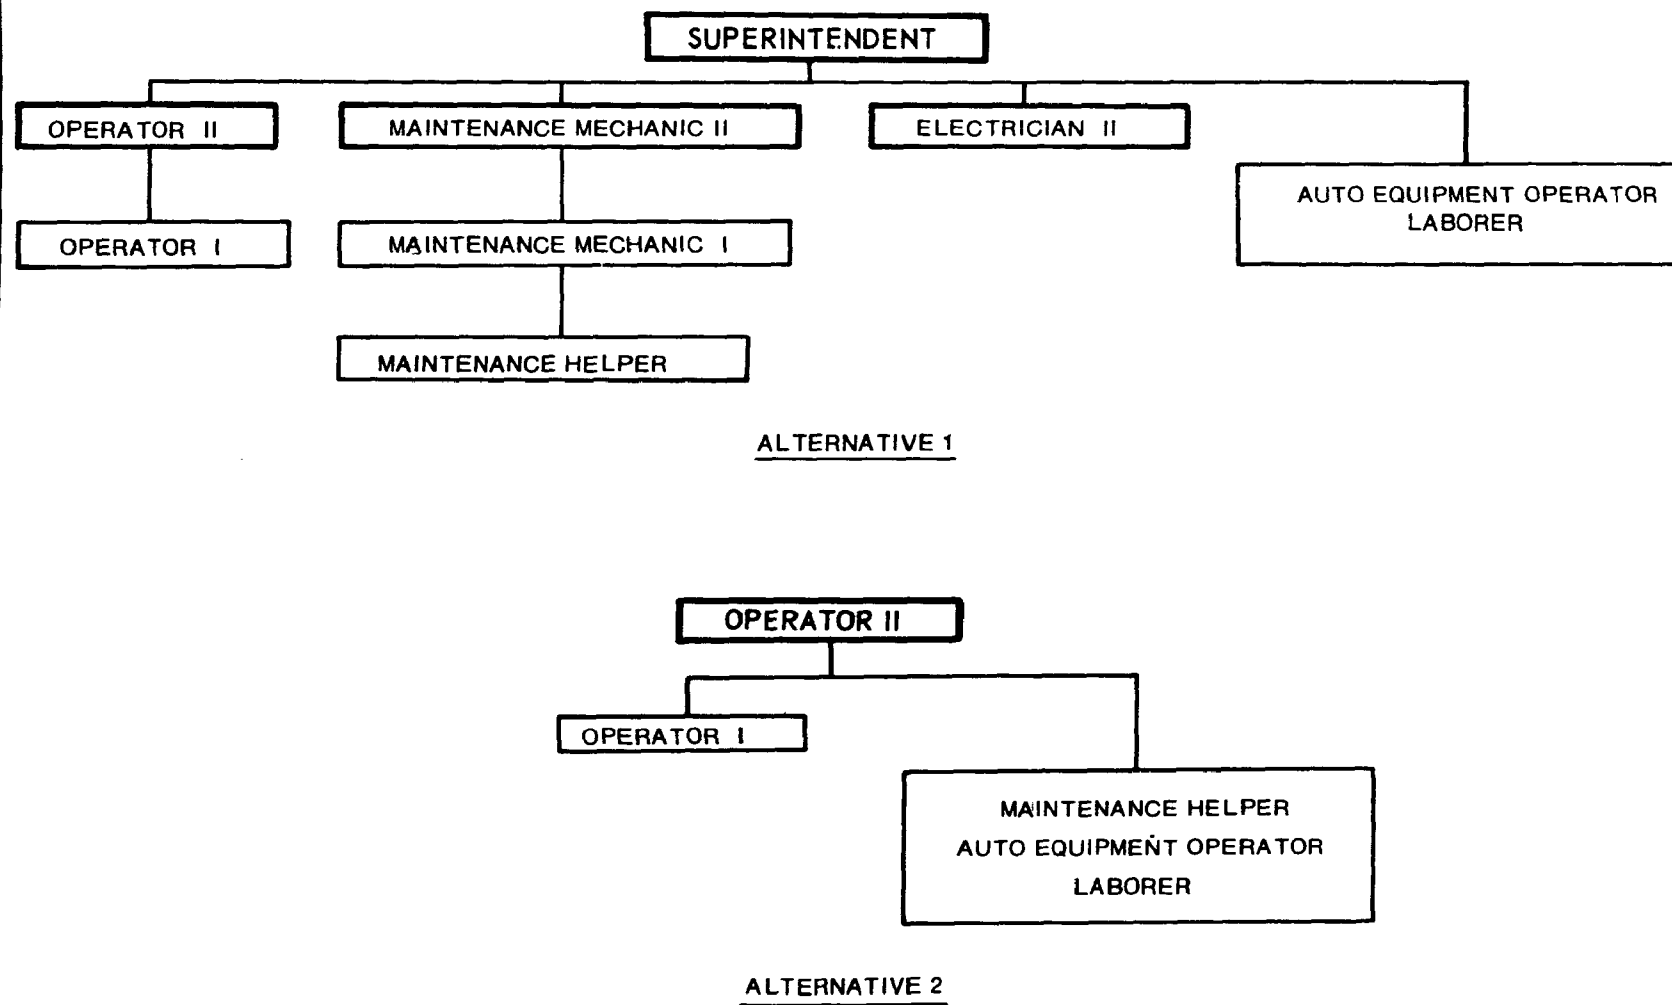 SUPERINTENDENT
OPERATOR II
MAINTENANCE MECHANIC II
ELECTRICIAN II
AUTO EQUIPMENT OPERATOR
LABORER
OPERATOR I
MAINTENANCE MECHANIC I
MAINTENANCE HELPER
ALTERNATIVE 1
OPERATOR II
OPERATOR I
MAINTENANCE HELPER
AUTO EQUIPMENT OPERATOR
LABORER
ALTERNATIVE 2